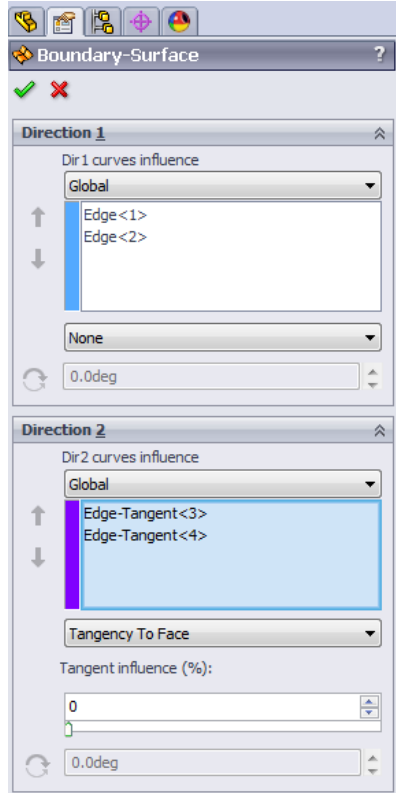 Boundary-Surface ?
Direction 1
Dir1 curves influence
Global
Edge<1>
Edge<2>
None
0.0deg
Direction 2
Dir2 curves influence
Global
Edge-Tangent<3>
Edge-Tangent<4>
Tangency To Face
Tangent influence (%):
0
0.0deg